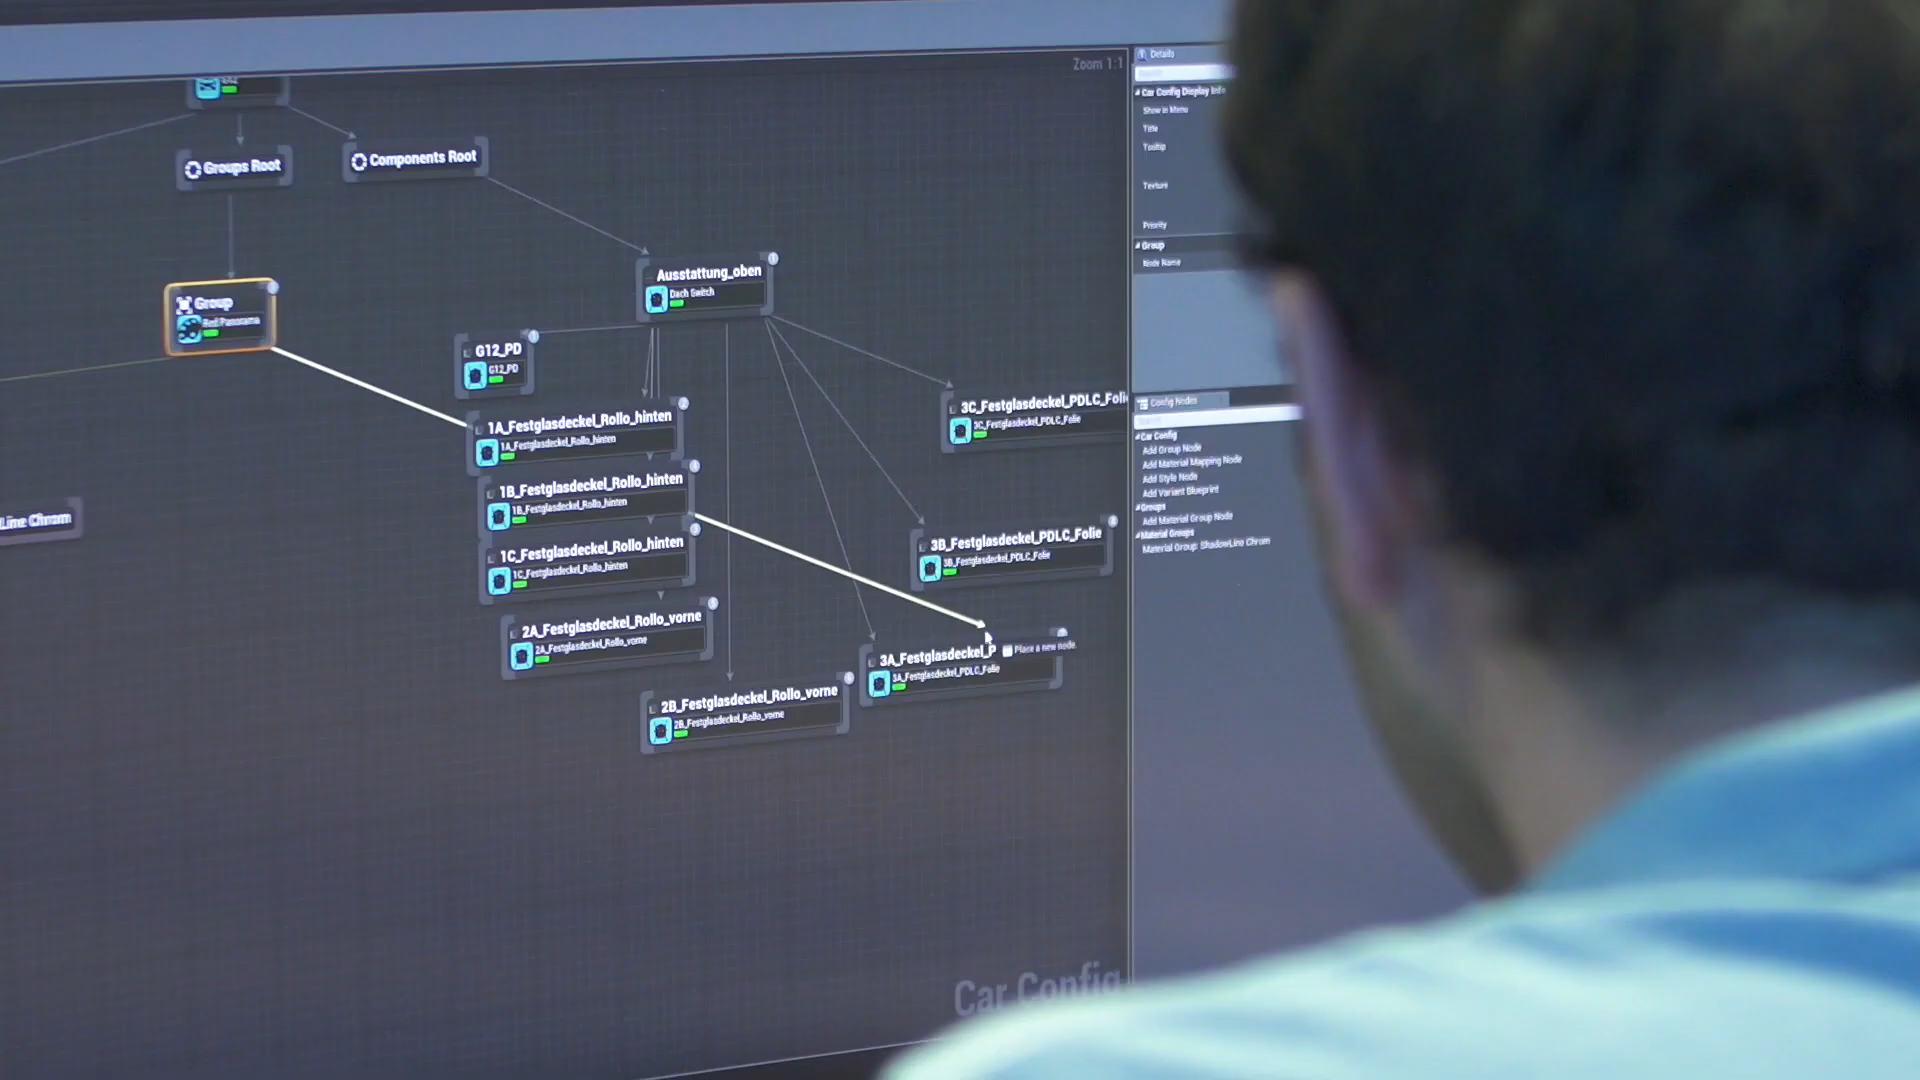 Zoom 1:1
Groups Root
Components Root
Group
Red Panorama
Ausstattung_oben
Dach Switch
G12_PD
G12_PD
1A_Festglasdeckel_Rollo_hinten
1A_Festglasdeckel_Rollo_hinten
1B_Festglasdeckel_Rollo_hinten
1B_Festglasdeckel_Rollo_hinten
1C_Festglasdeckel_Rollo_hinten
1C_Festglasdeckel_Rollo_hinten
2A_Festglasdeckel_Rollo_vorne
2A_Festglasdeckel_Rollo_vorne
2B_Festglasdeckel_Rollo_vorne
2B_Festglasdeckel_Rollo_vorne
3C_Festglasdeckel_PDLC_Foli
3C_Festglasdeckel_PDLC_Folie
3B_Festglasdeckel_PDLC_Folie
3B_Festglasdeckel_PDLC_Folie
3A_Festglasdeckel_P
Place a new node.
3A_Festglasdeckel_PDLC_Folie
Line Chrom
Car Config
Details
Car Config Display Info
Show in Menu
Title
Tooltip
Texture
Priority
Group
Node Name
Config Nodes
Car Config
Add Group Node
Add Material Mapping Node
Add Style Node
Add Variant Blueprint
Groups
Add Material Group Node
Material Groups
Material Group: ShadowLine Chrom